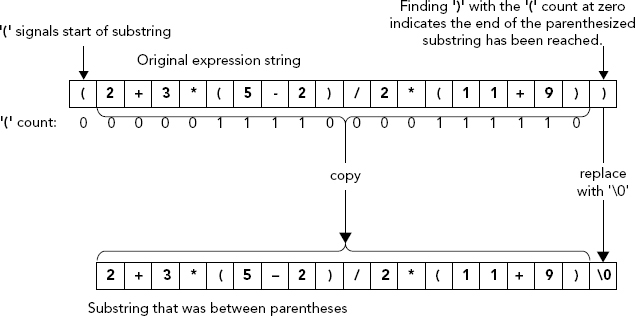 Finding ')' with the '(' count at zero
indicates the end of the parenthesized
substring has been reached.
'(' signals start of substring
Original expression string
( 2 + 3 * ( 5 - 2 ) / 2 * ( 1 1 + 9 ) )
'(' count: 0 0 0 0 0 1 1 1 1 0 0 0 0 1 1 1 1 1 0
copy
replace
with '\0'
2 + 3 * ( 5 – 2 ) / 2 * ( 1 1 + 9 ) \0
Substring that was between parentheses